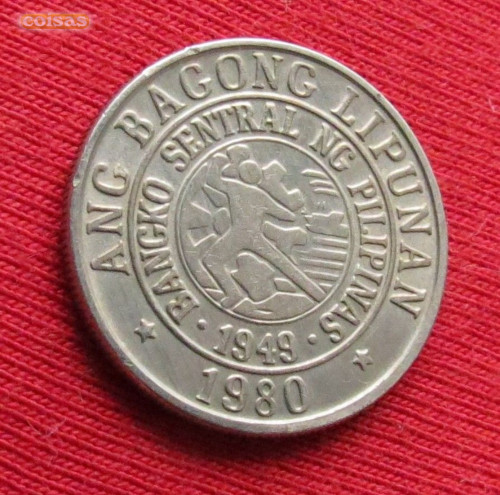 coisas
ANG BAGONG LIPUNAN
BANGKO SENTRAL NG PILIPINAS
· 1949 ·
1980